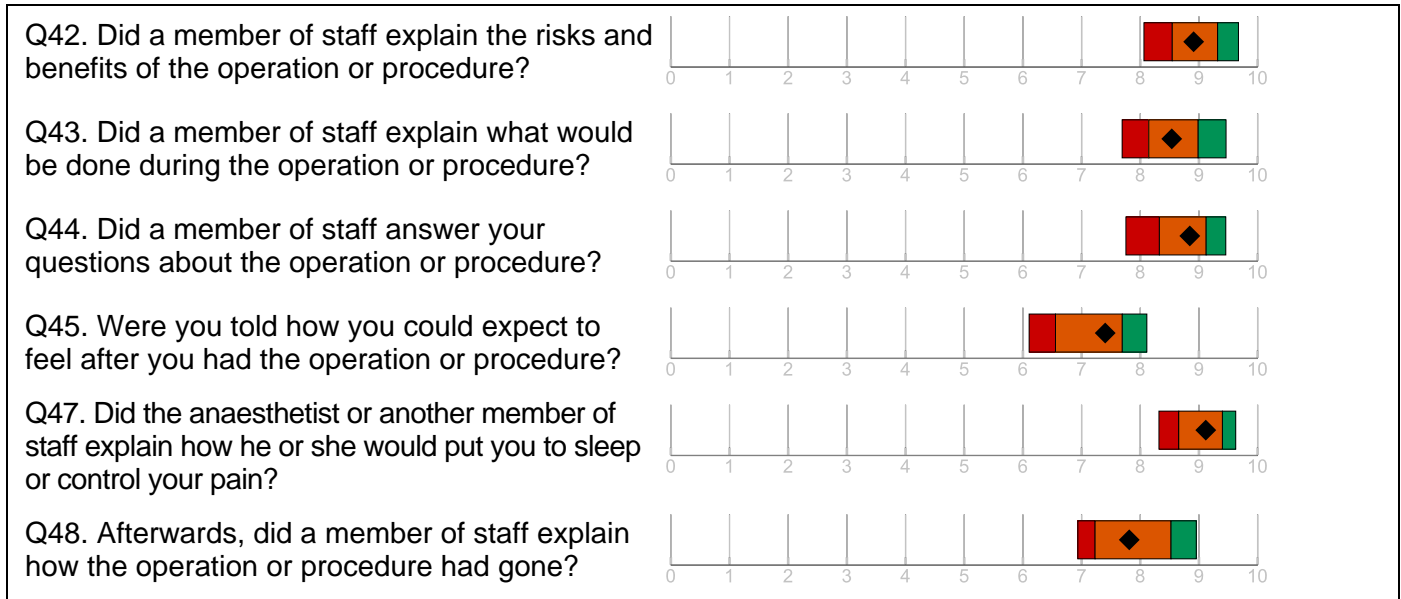 Q42. Did a member of staff explain the risks and
benefits of the operation or procedure?
0 1 2 3 4 5 6 7 8 9 10
Q43. Did a member of staff explain what would
be done during the operation or procedure?
0 1 2 3 4 5 6 7 8 9 10
Q44. Did a member of staff answer your
questions about the operation or procedure?
0 1 2 3 4 5 6 7 8 9 10
Q45. Were you told how you could expect to
feel after you had the operation or procedure?
0 1 2 3 4 5 6 7 8 9 10
Q47. Did the anaesthetist or another member of
staff explain how he or she would put you to sleep
or control your pain?
0 1 2 3 4 5 6 7 8 9 10
Q48. Afterwards, did a member of staff explain
how the operation or procedure had gone?
0 1 2 3 4 5 6 7 8 9 10